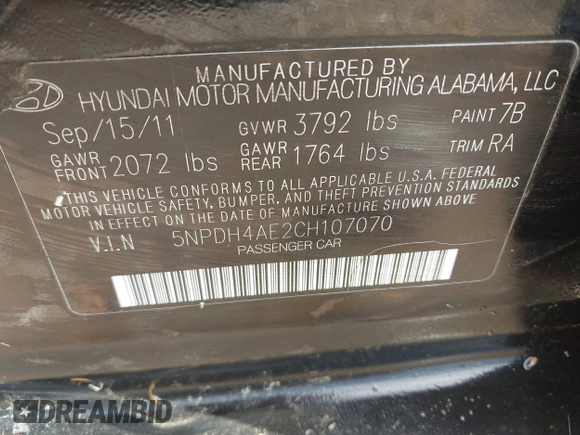 MANUFACTURED BY
HYUNDAI MOTOR MANUFACTURING ALABAMA, LLC
Sep/15/11 GVWR 3792 lbs PAINT 7B
GAWR FRONT 2072 lbs GAWR REAR 1764 lbs TRIM RA
THIS VEHICLE CONFORMS TO ALL APPLICABLE U.S.A. FEDERAL
MOTOR VEHICLE SAFETY, BUMPER, AND THEFT PREVENTION STANDARDS
IN EFFECT ON THE DATE OF MANUFACTURE SHOWN ABOVE.
V.I.N 5NPDH4AE2CH107070
PASSENGER CAR
DREAMBID